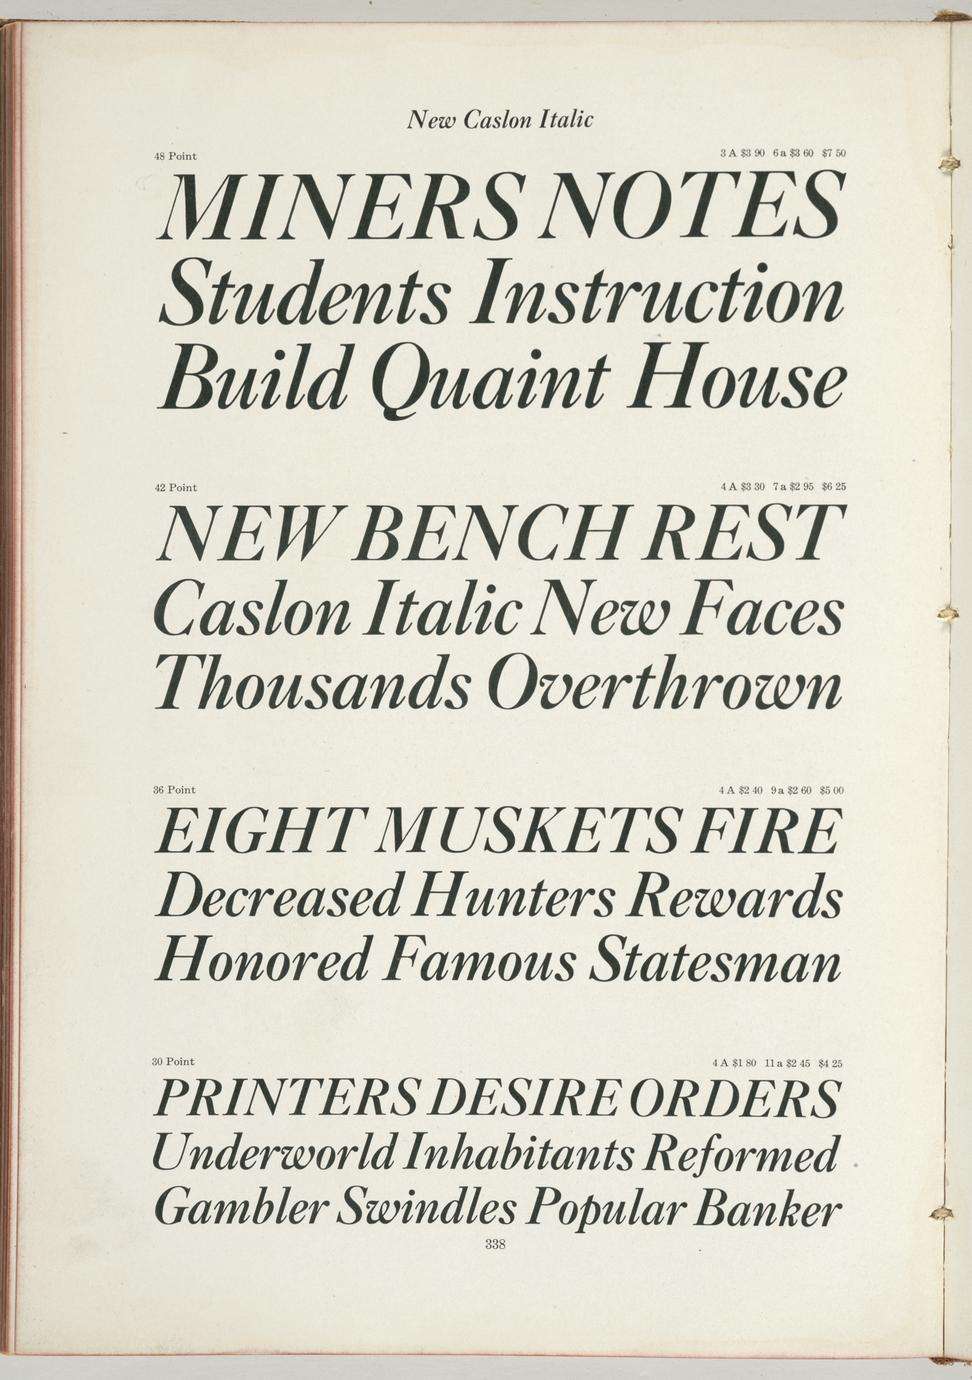 New Caslon Italic
48 Point 3 A $3 90 6 a $3 60 $7 50
MINERS NOTES
Students Instruction
Build Quaint House
42 Point 4 A $3 30 7 a $2 95 $6 25
NEW BENCH REST
Caslon Italic New Faces
Thousands Overthrown
36 Point 4 A $2 40 9 a $2 60 $5 00
EIGHT MUSKETS FIRE
Decreased Hunters Rewards
Honored Famous Statesman
30 Point 4 A $1 80 11 a $2 45 $4 25
PRINTERS DESIRE ORDERS
Underworld Inhabitants Reformed
Gambler Swindles Popular Banker
338